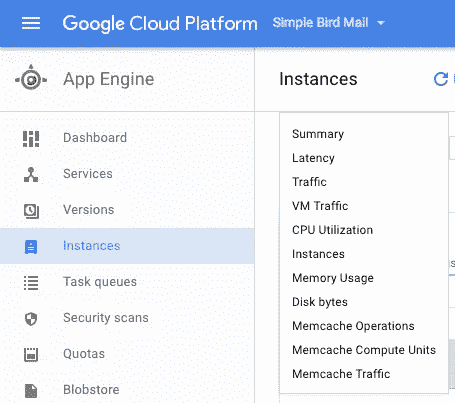 Google Cloud Platform
Simple Bird Mail
App Engine
Instances
Dashboard
Services
Versions
Instances
Task queues
Security scans
Quotas
Blobstore
Summary
Latency
Traffic
VM Traffic
CPU Utilization
Instances
Memory Usage
Disk bytes
Memcache Operations
Memcache Compute Units
Memcache Traffic